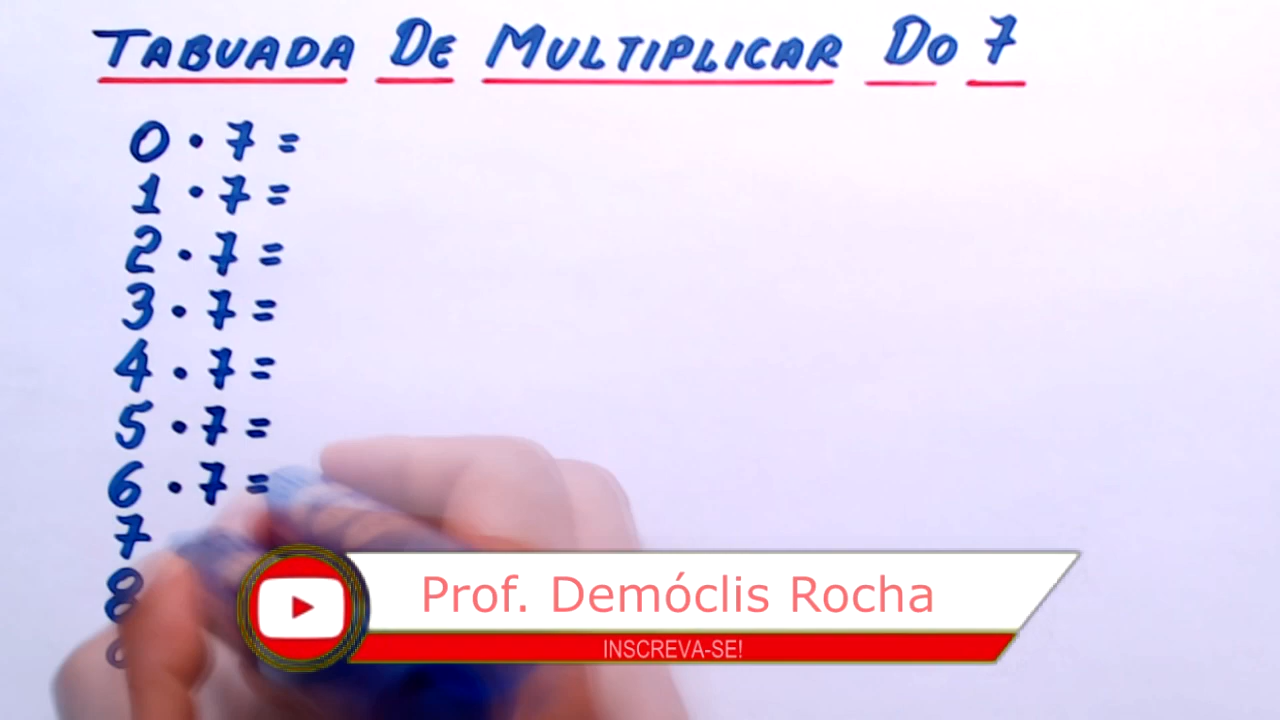 TABUADA DE MULTIPLICAR DO 7
0 · 7 =
1 · 7 =
2 · 7 =
3 · 7 =
4 · 7 =
5 · 7 =
6 · 7 =
7
8
Prof. Demóclis Rocha
INSCREVA-SE!